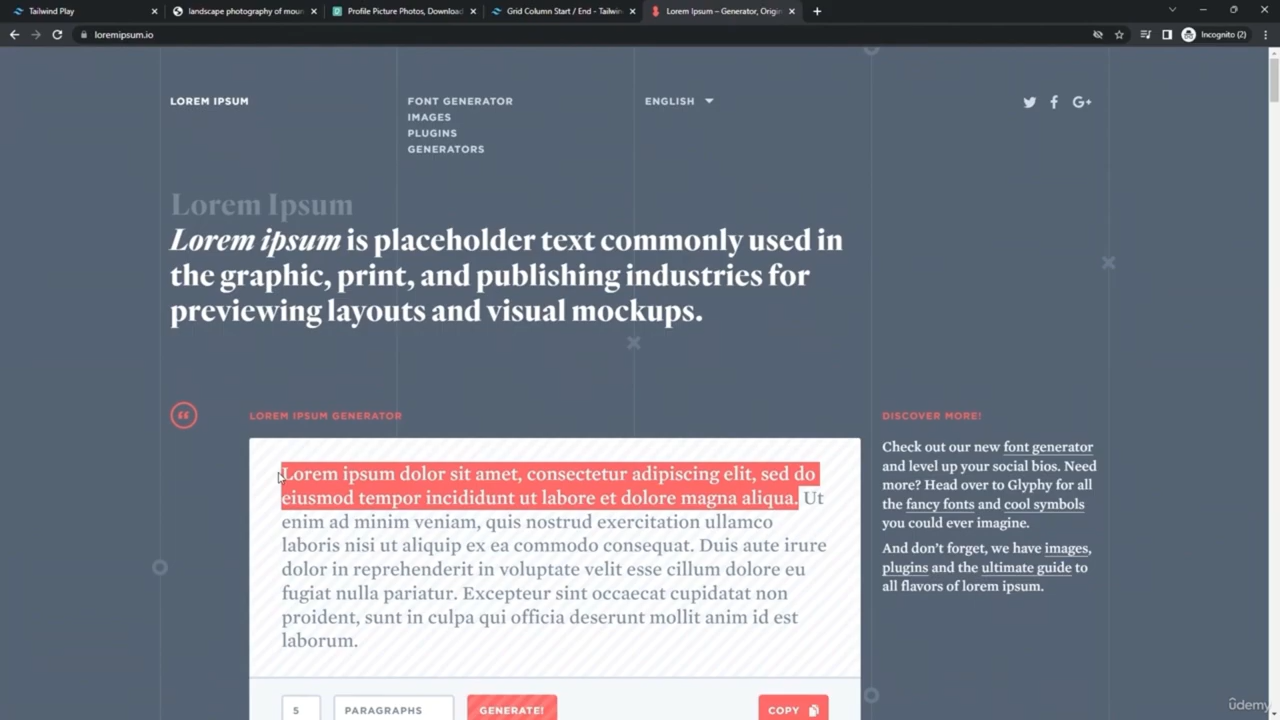 Tailwind Play
landscape photography of mour
Profile Picture Photos, Download
Grid Column Start / End - Tailwin
Lorem Ipsum – Generator, Origin
loremipsum.io
Incognito (2)
LOREM IPSUM
FONT GENERATOR
IMAGES
PLUGINS
GENERATORS
ENGLISH
Lorem Ipsum
Lorem ipsum is placeholder text commonly used in
the graphic, print, and publishing industries for
previewing layouts and visual mockups.
LOREM IPSUM GENERATOR
Lorem ipsum dolor sit amet, consectetur adipiscing elit, sed do
eiusmod tempor incididunt ut labore et dolore magna aliqua. Ut
enim ad minim veniam, quis nostrud exercitation ullamco
laboris nisi ut aliquip ex ea commodo consequat. Duis aute irure
dolor in reprehenderit in voluptate velit esse cillum dolore eu
fugiat nulla pariatur. Excepteur sint occaecat cupidatat non
proident, sunt in culpa qui officia deserunt mollit anim id est
laborum.
5
PARAGRAPHS
GENERATE!
COPY
DISCOVER MORE!
Check out our new font generator
and level up your social bios. Need
more? Head over to Glyphy for all
the fancy fonts and cool symbols
you could ever imagine.
And don't forget, we have images,
plugins and the ultimate guide to
all flavors of lorem ipsum.
ûdemy